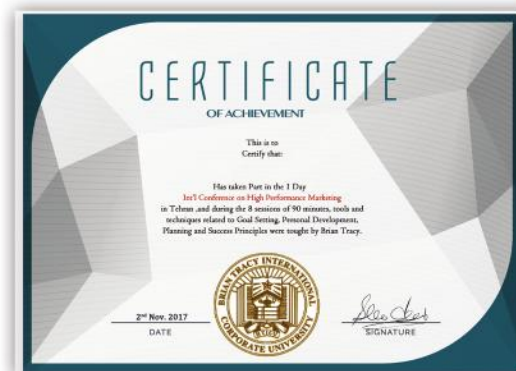 CERTIFICATE
OF ACHIEVEMENT
This is to
Certify that:
Has taken Part in the 1 Day
Int'l Conference on High Performance Marketing
in Tehran ,and during the 8 sessions of 90 minutes, tools and
techniques related to Goal Setting, Personal Development,
Planning and Success Principles were tought by Brian Tracy.
BRIAN TRACY INTERNATIONAL
CORPORATE UNIVERSITY
2nd Nov. 2017
DATE
SIGNATURE